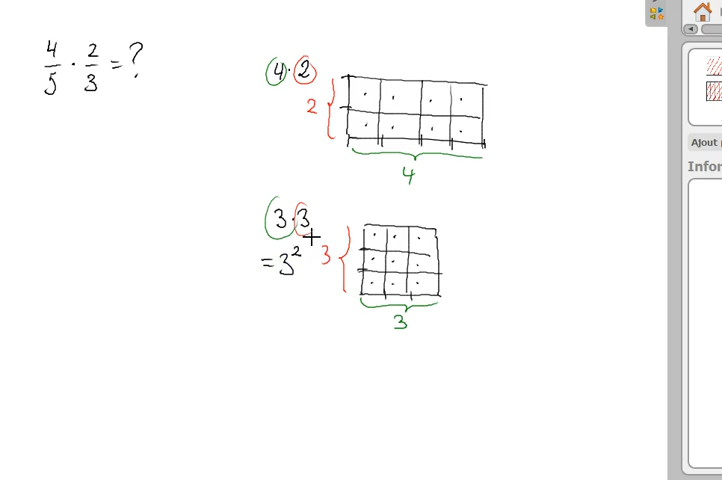 4/5 · 2/3 = ?
4 · 2
2
4
3 · 3
= 3²
3
3
Ajout
Infor